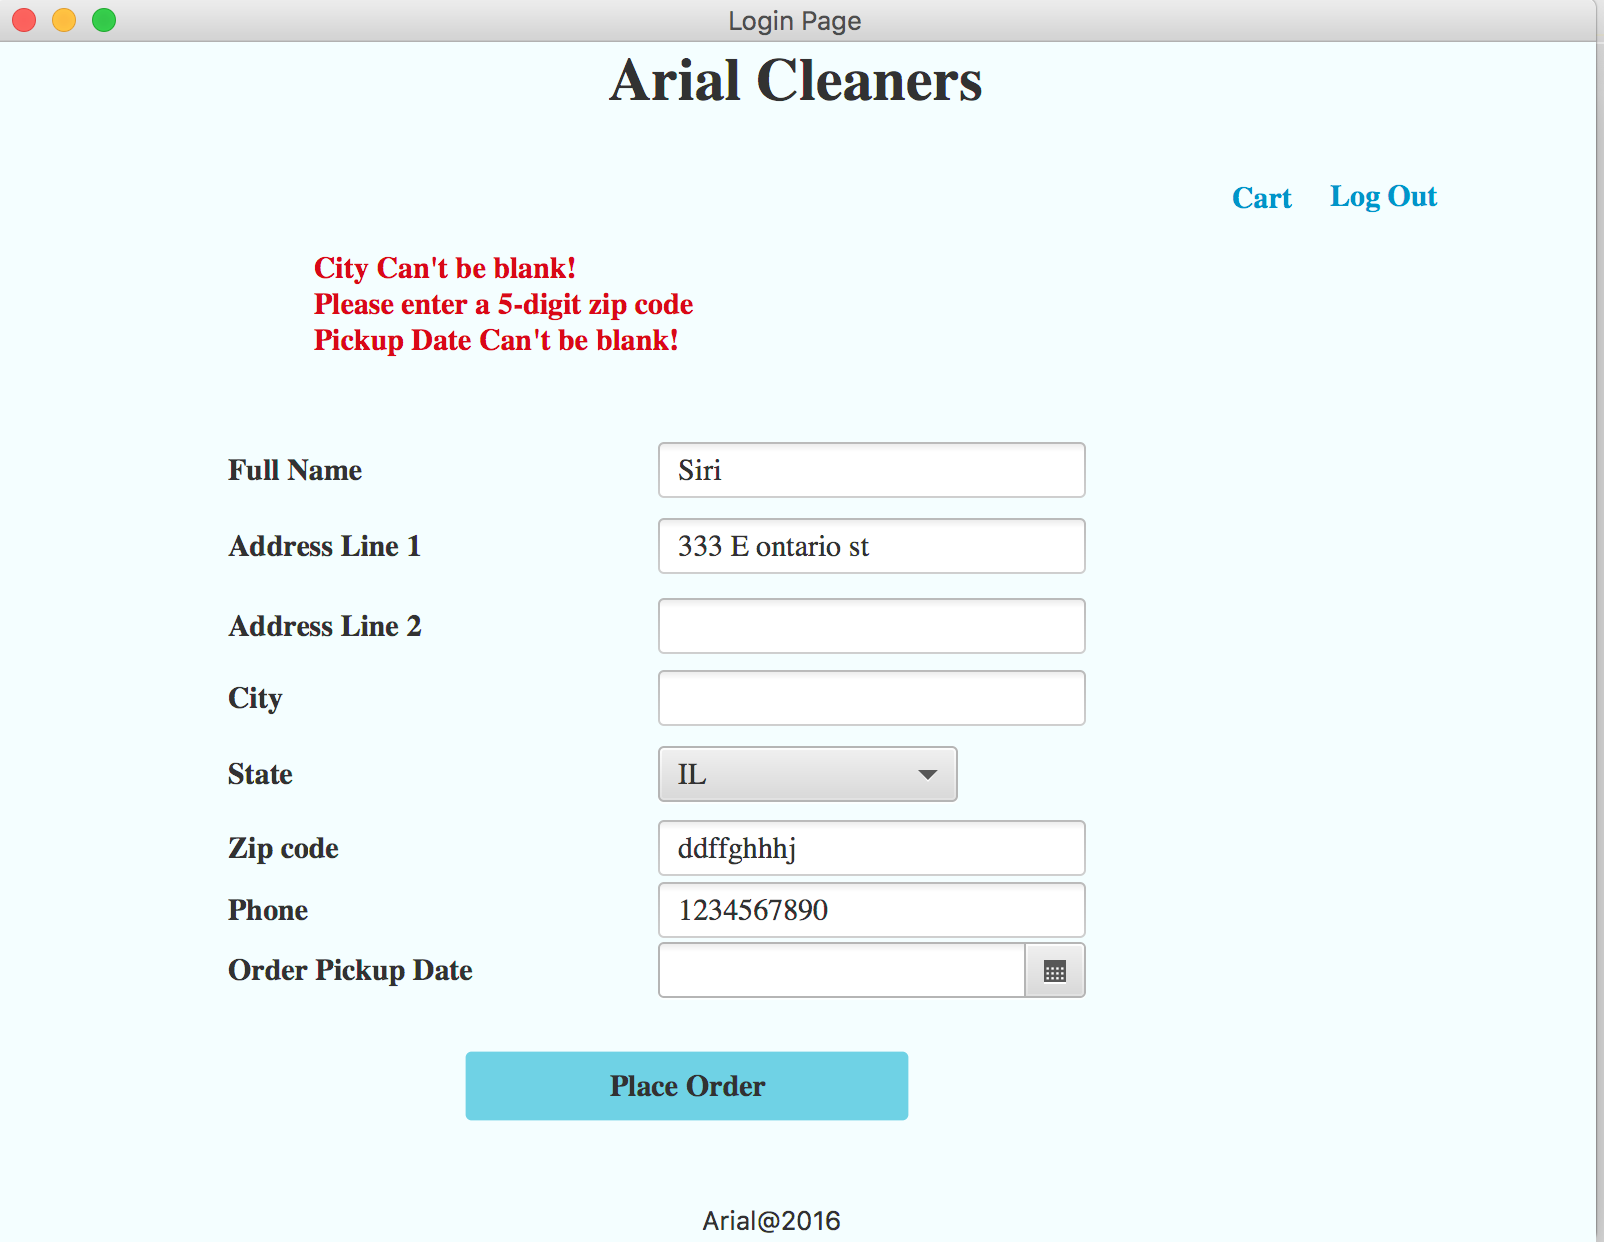 Login Page
Arial Cleaners
Cart Log Out
City Can't be blank!
Please enter a 5-digit zip code
Pickup Date Can't be blank!
Full Name Siri
Address Line 1 333 E ontario st
Address Line 2
City
State IL
Zip code ddffghhhj
Phone 1234567890
Order Pickup Date
Place Order
Arial@2016